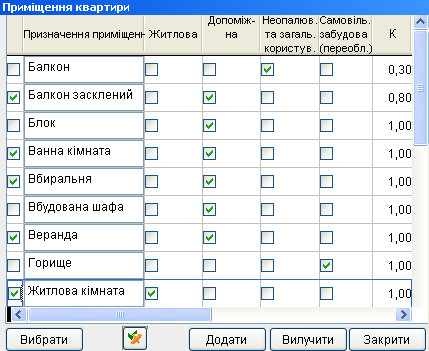 Приміщення квартири
Призначення приміщен
Житлова
Допоміж-
на
Неопалюв.
та загаль.
користув.
Самовіль.
забудова
(переобл.)
К
Балкон 0,30
Балкон засклений 0,80
Блок 1,00
Ванна кімната 1,00
Вбиральня 1,00
Вбудована шафа 1,00
Веранда 1,00
Горище 1,00
Житлова кімната 1,00
Вибрати Додати Вилучити Закрити